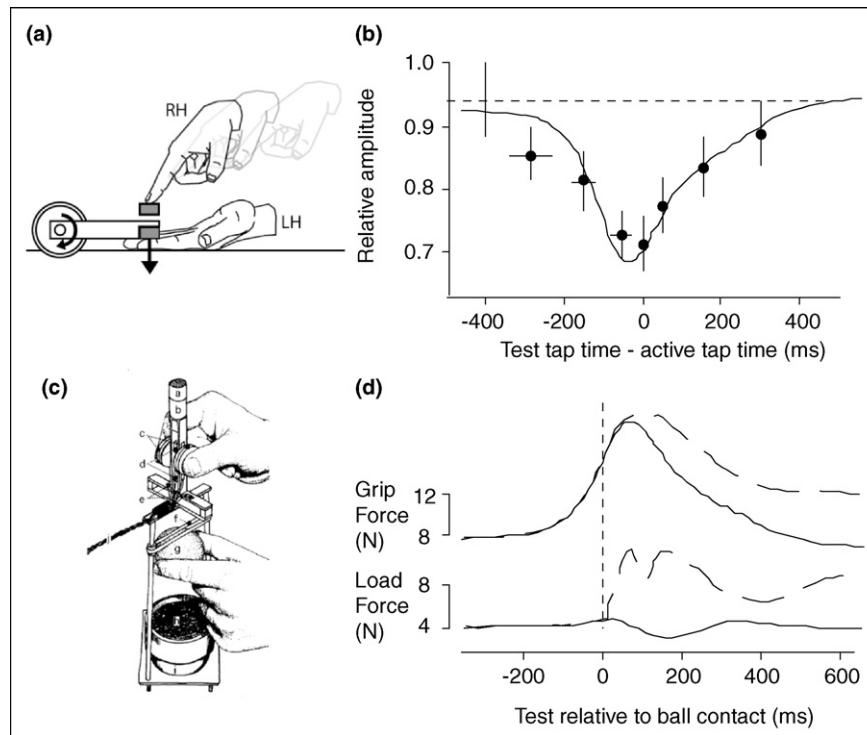 (a)
RH
LH
(b)
1.0
0.9
0.8
0.7
Relative amplitude
-400 -200 0 200 400
Test tap time - active tap time (ms)
(c)
a
b
c
d
e
f
g
(d)
Grip
Force
(N)
12
8
Load
Force
(N)
8
4
-200 0 200 400 600
Test relative to ball contact (ms)